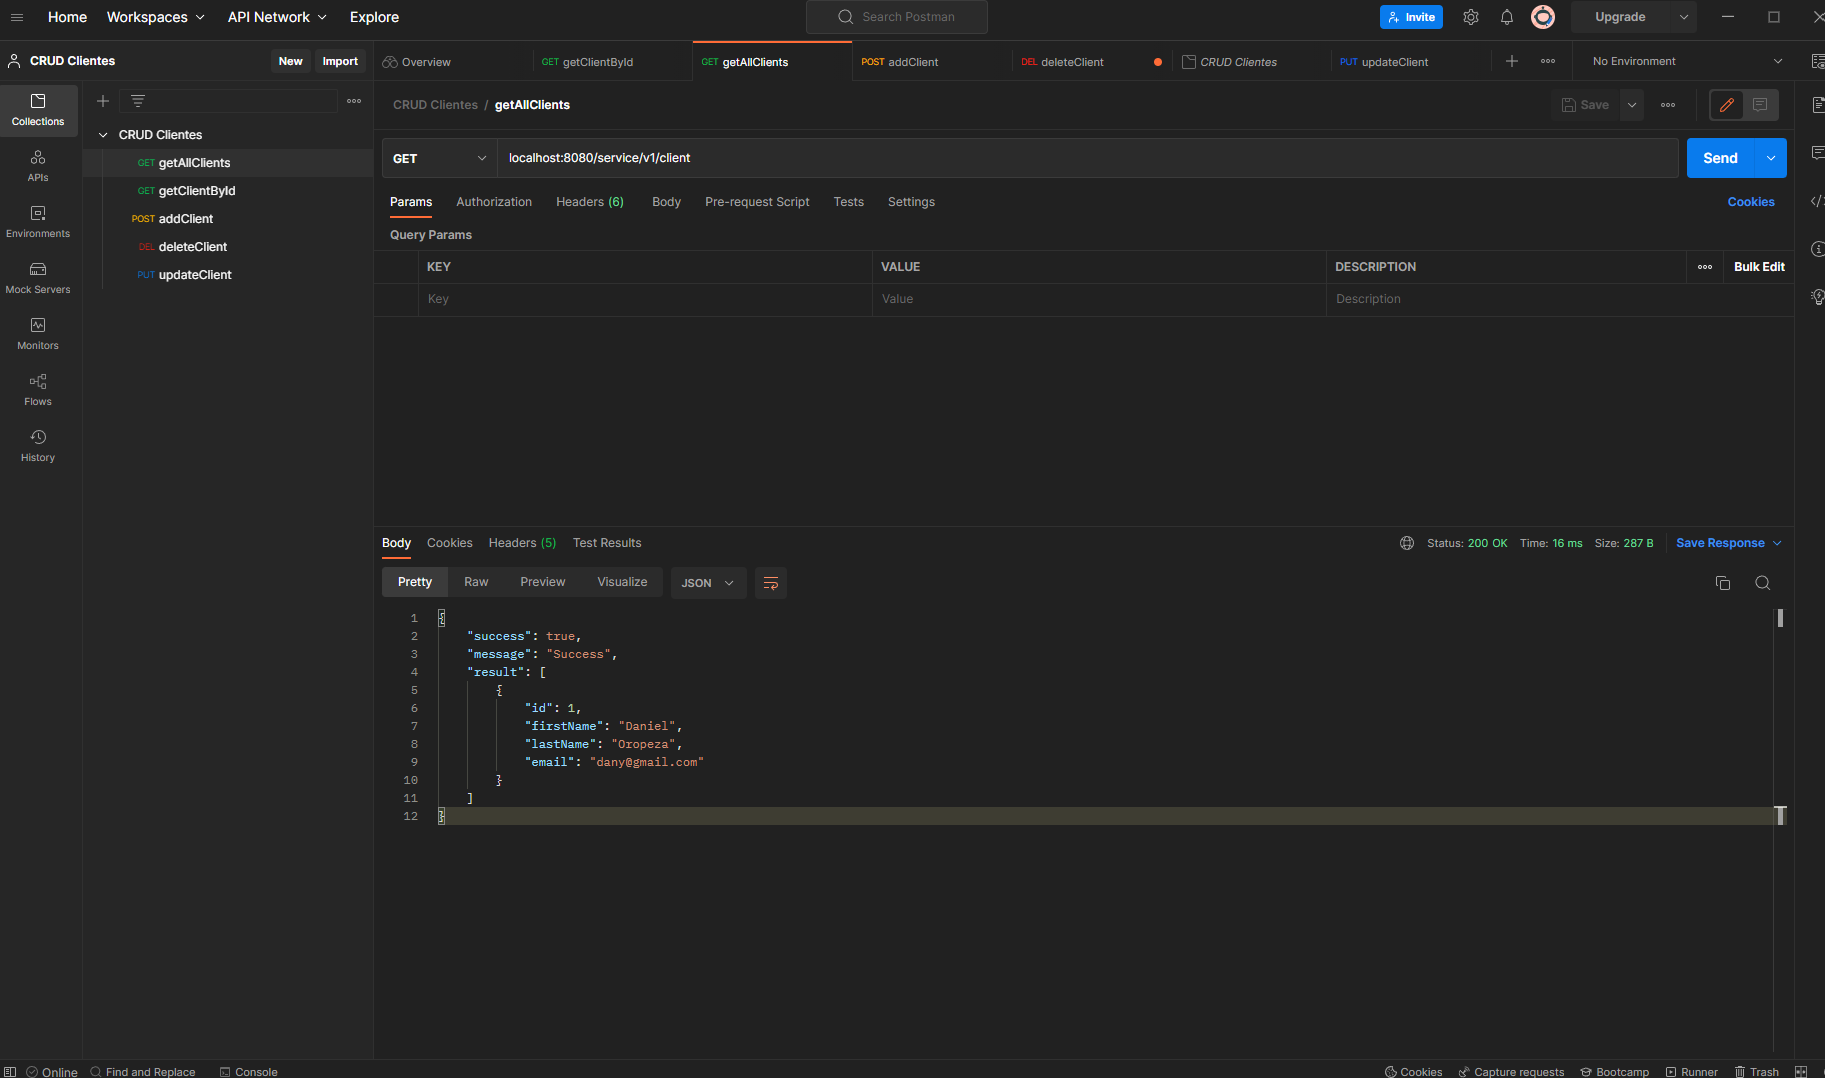 Home Workspaces API Network Explore Search Postman Invite Upgrade
CRUD Clientes New Import Overview GET getClientById GET getAllClients POST addClient DEL deleteClient CRUD Clientes PUT updateClient No Environment
Collections
APIs
Environments
Mock Servers
Monitors
Flows
History
CRUD Clientes
GET getAllClients
GET getClientById
POST addClient
DEL deleteClient
PUT updateClient
CRUD Clientes / getAllClients Save
GET localhost:8080/service/v1/client Send
Params Authorization Headers (6) Body Pre-request Script Tests Settings Cookies
Query Params
KEY VALUE DESCRIPTION Bulk Edit
Key Value Description
Body Cookies Headers (5) Test Results Status: 200 OK Time: 16 ms Size: 287 B Save Response
Pretty Raw Preview Visualize JSON
1 {
2 "success": true,
3 "message": "Success",
4 "result": [
5 {
6 "id": 1,
7 "firstName": "Daniel",
8 "lastName": "Oropeza",
9 "email": "dany@gmail.com"
10 }
11 ]
12 }
Online Find and Replace Console Cookies Capture requests Bootcamp Runner Trash